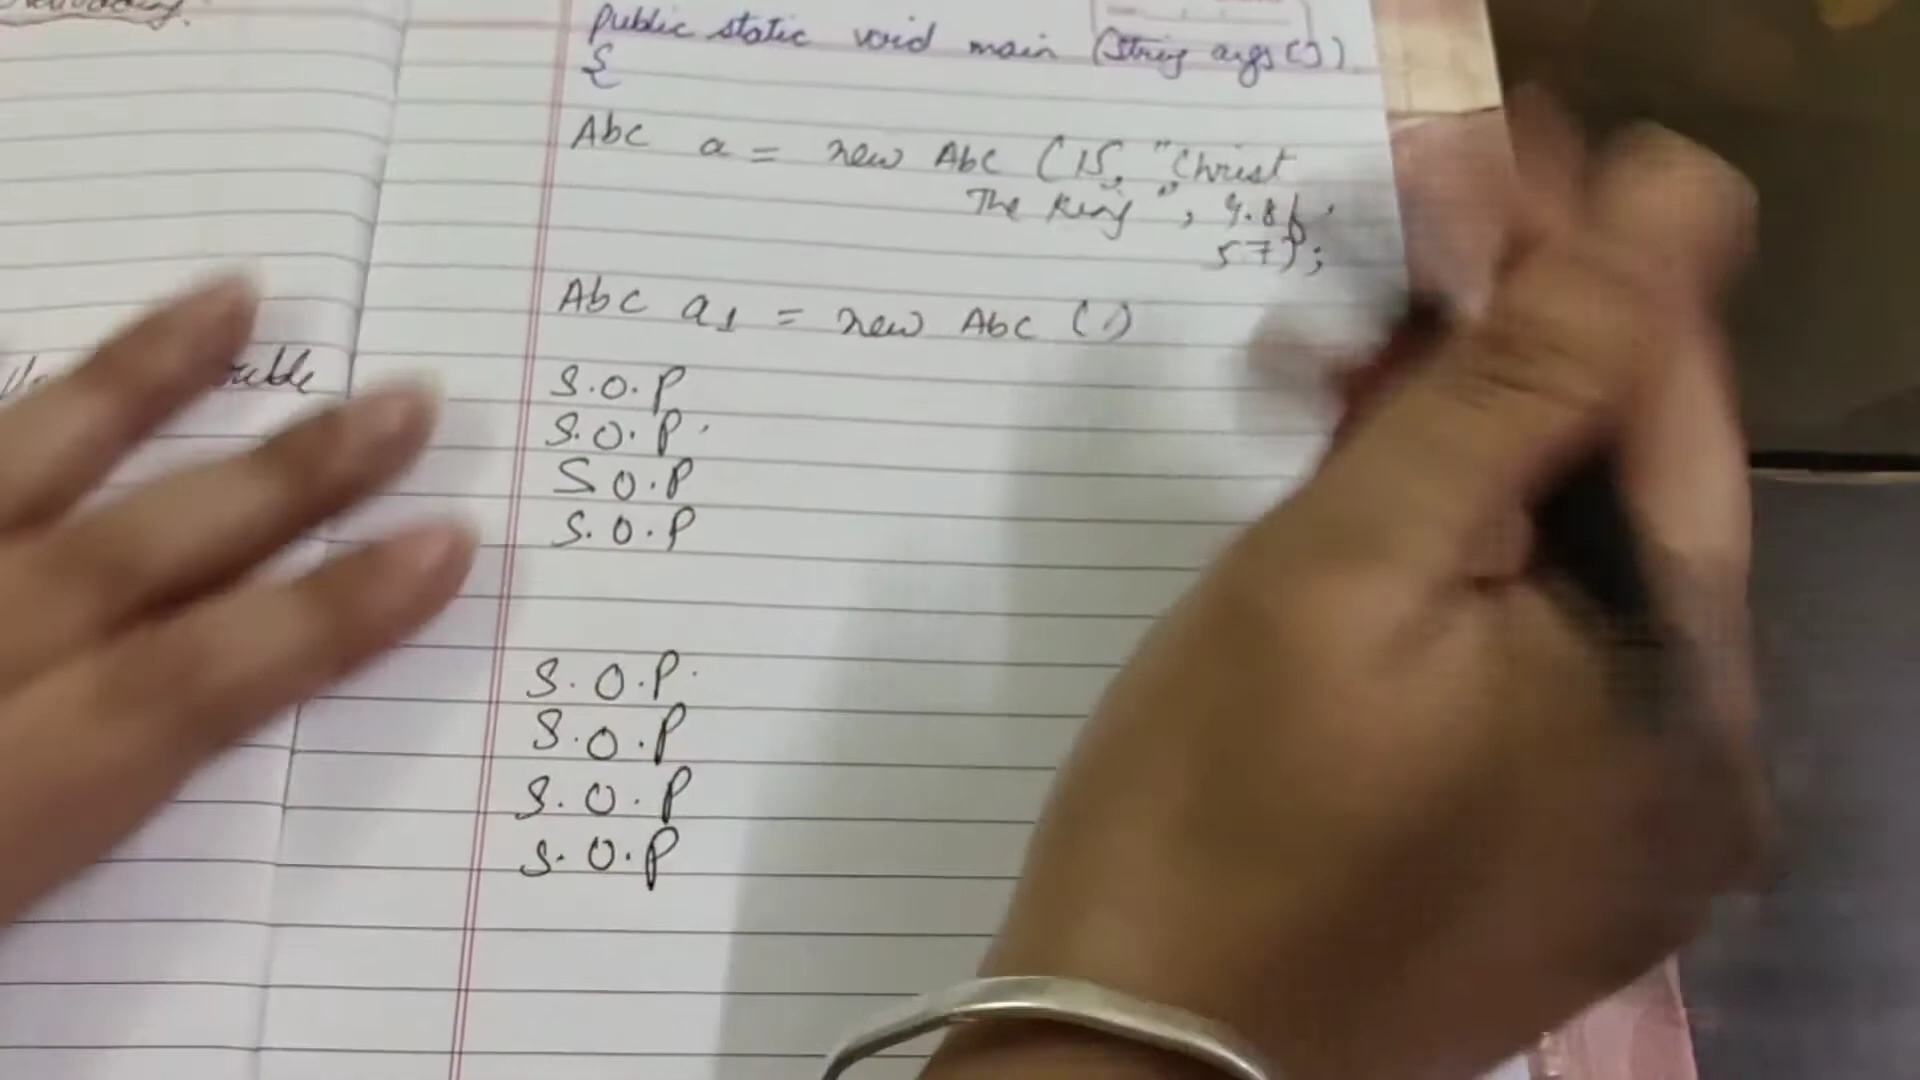 public static void main (String args[])
{
Abc a = new Abc (15, "Christ
The King", 9.8f,
57);
Abc a1 = new Abc ()
S.O.P
S.O.P.
S O.P
S.O.P
S.O.P.
S.O.P
S.O.P
S.O.P